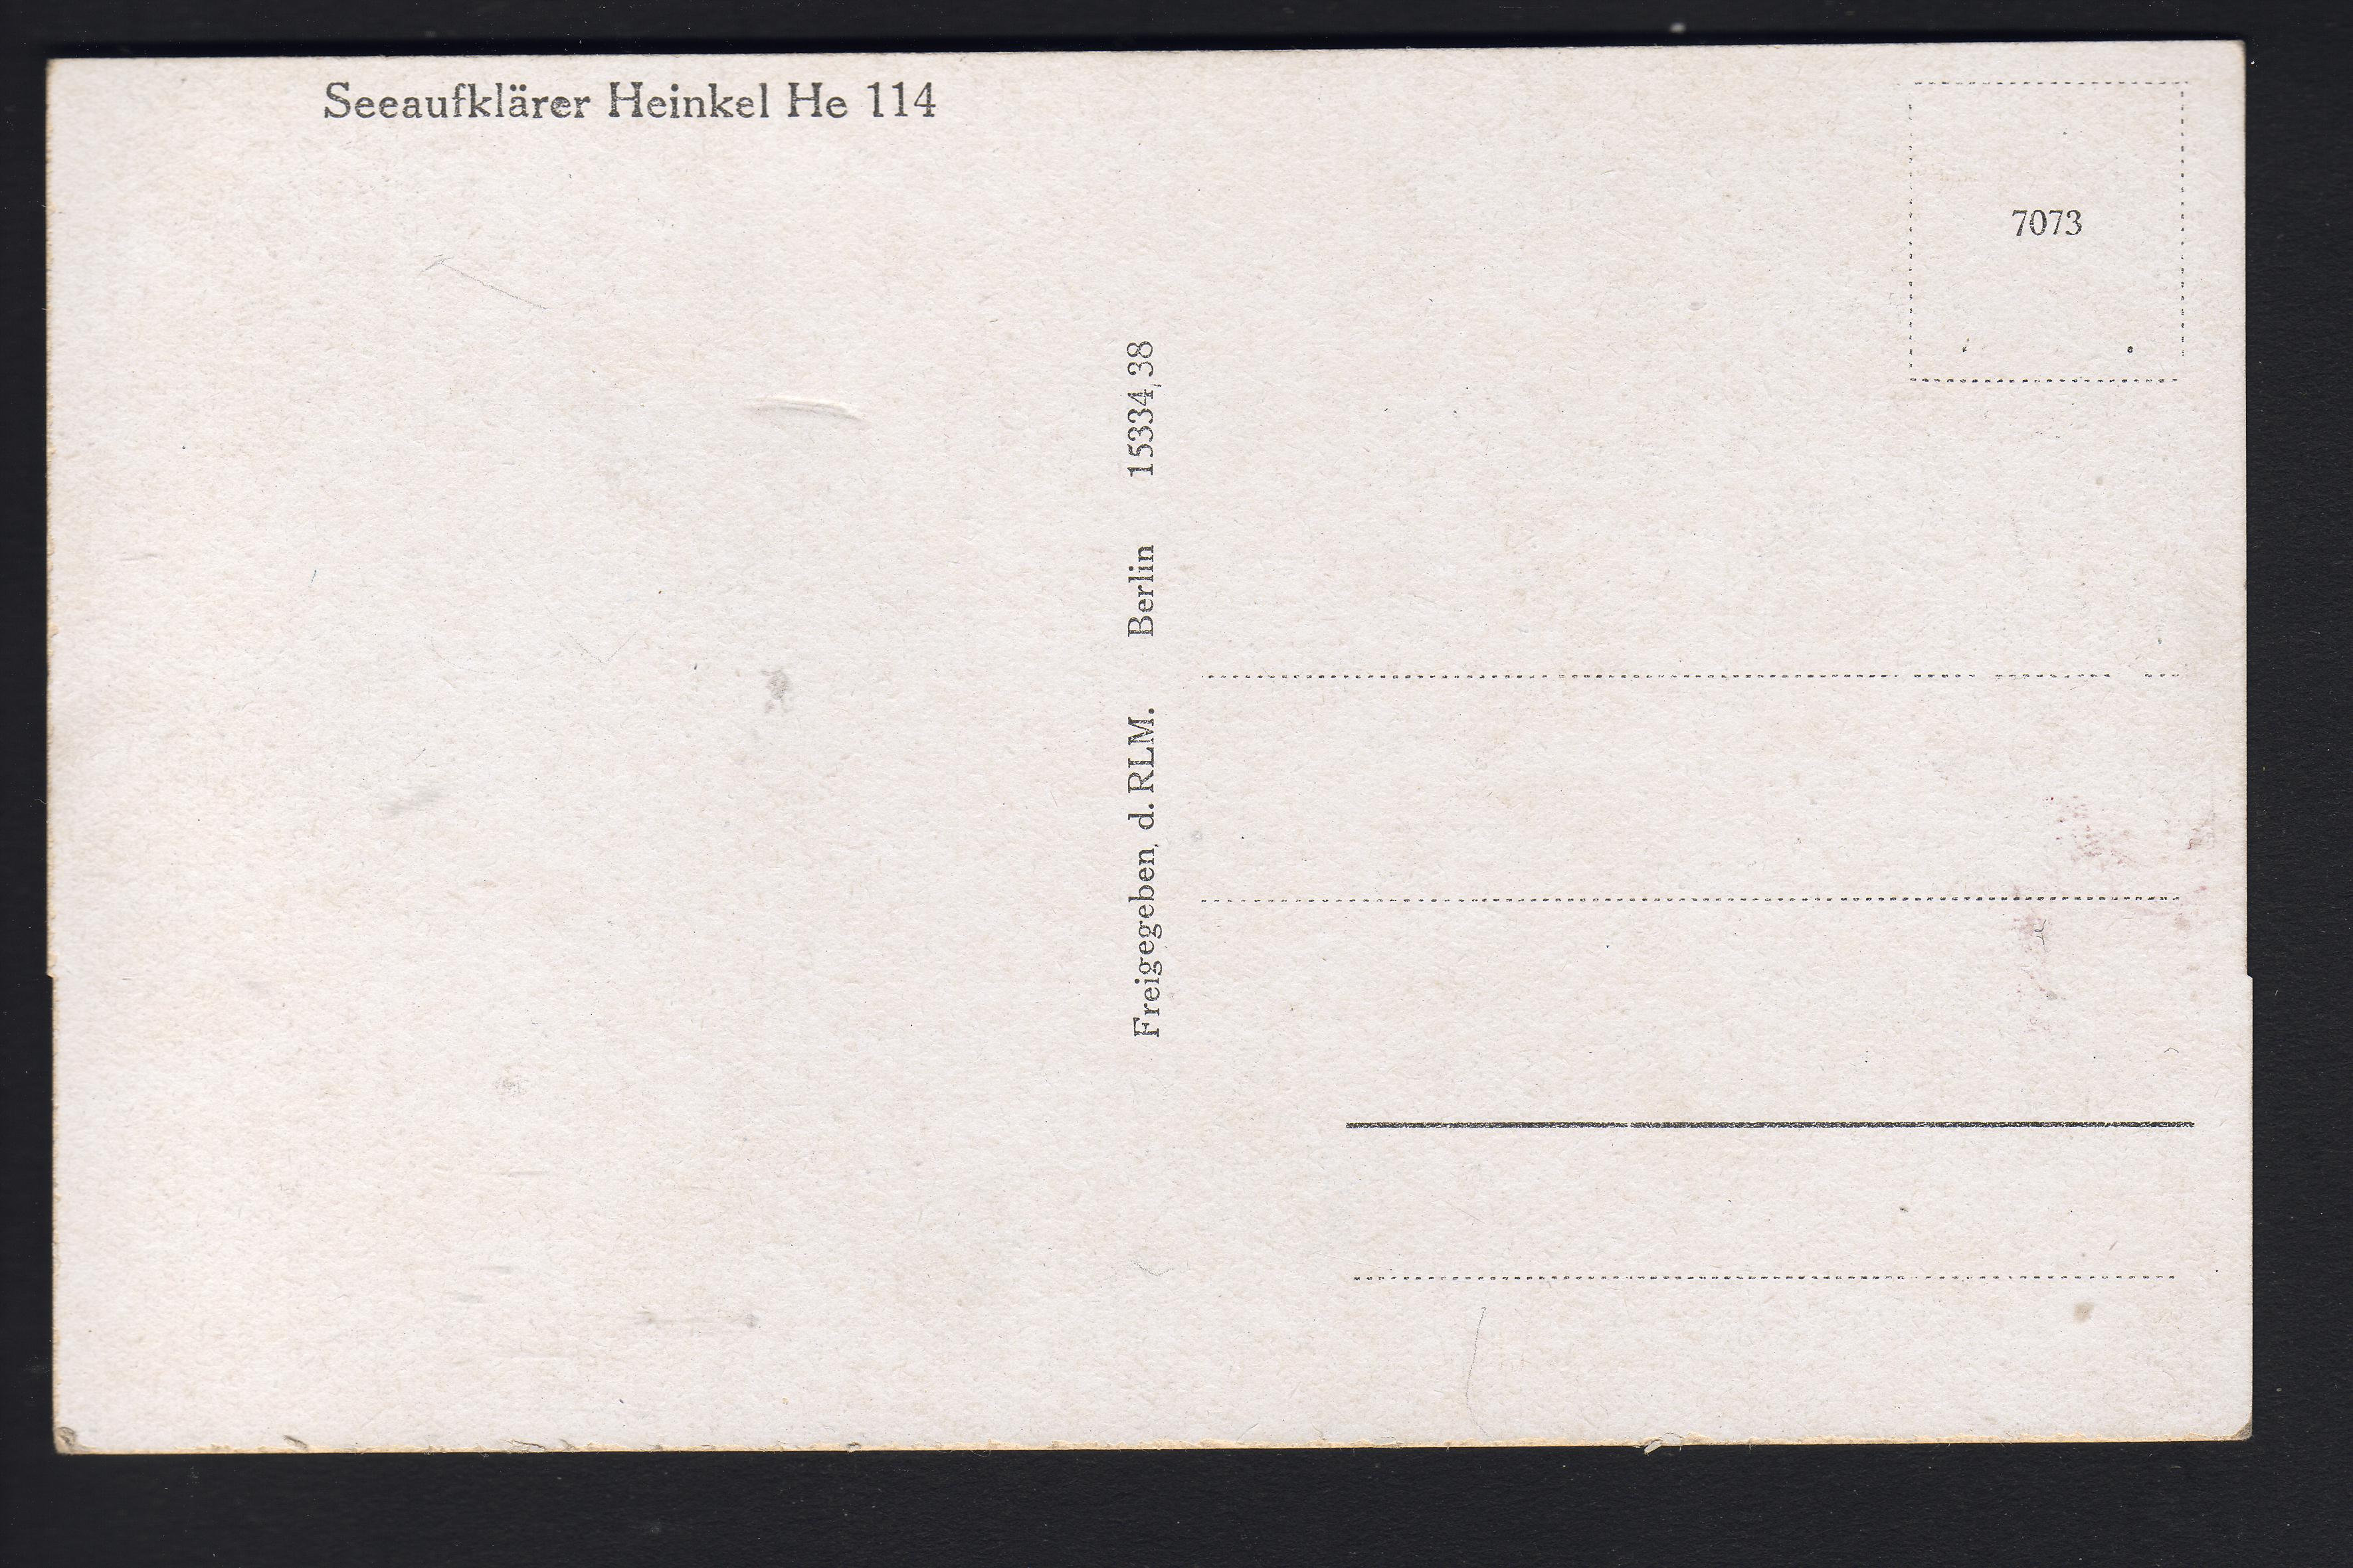 Seeaufklärer Heinkel He 114
7073
Freigegeben d. RLM. Berlin 15334/38